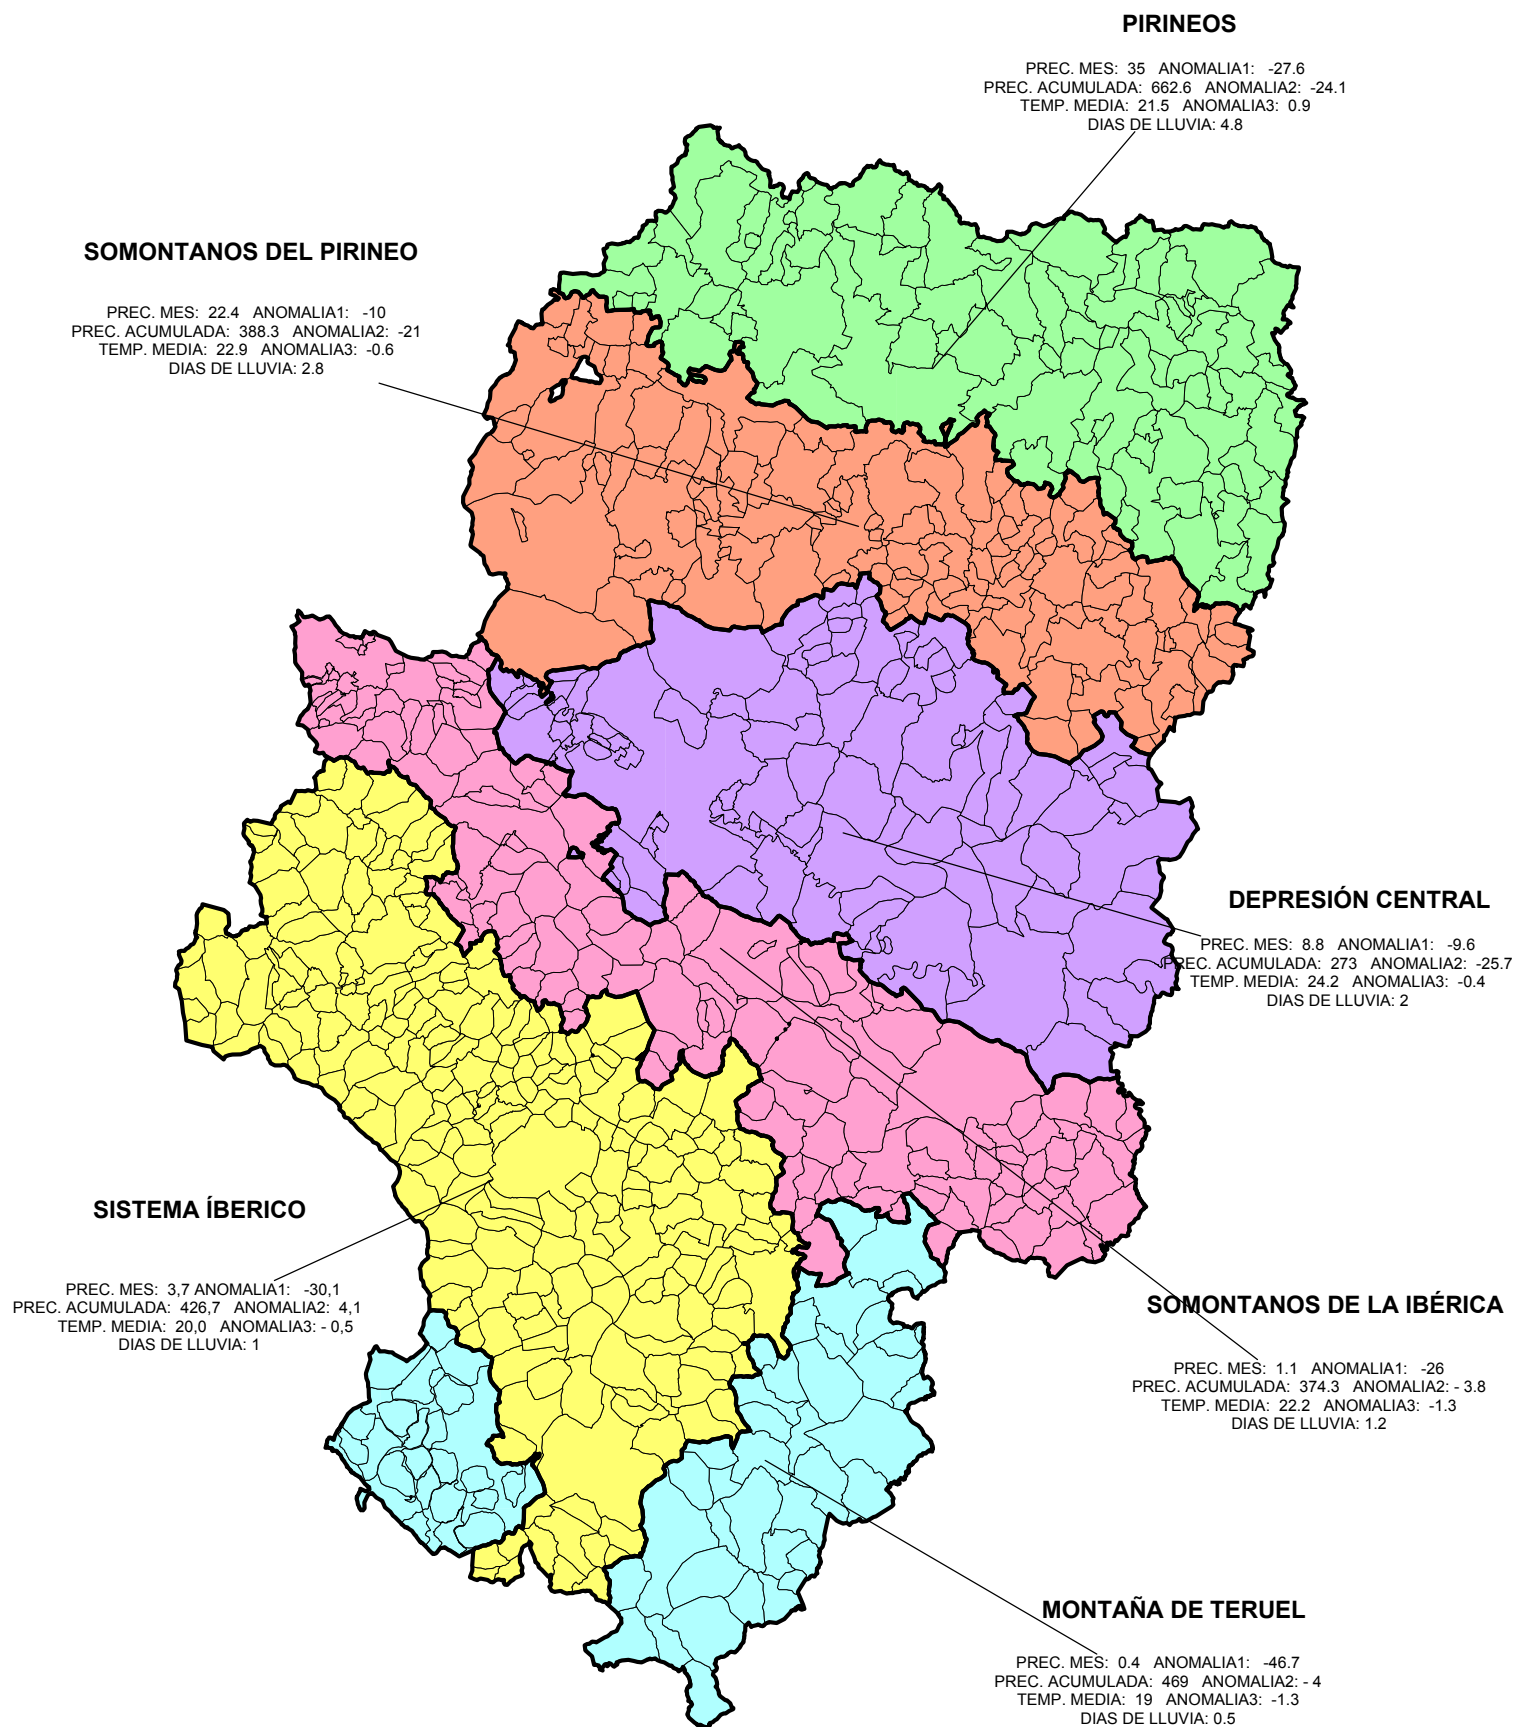 PIRINEOS
PREC. MES: 35 ANOMALIA1: -27.6
PREC. ACUMULADA: 662.6 ANOMALIA2: -24.1
TEMP. MEDIA: 21.5 ANOMALIA3: 0.9
DIAS DE LLUVIA: 4.8
SOMONTANOS DEL PIRINEO
PREC. MES: 22.4 ANOMALIA1: -10
PREC. ACUMULADA: 388.3 ANOMALIA2: -21
TEMP. MEDIA: 22.9 ANOMALIA3: -0.6
DIAS DE LLUVIA: 2.8
DEPRESIÓN CENTRAL
PREC. MES: 8.8 ANOMALIA1: -9.6
PREC. ACUMULADA: 273 ANOMALIA2: -25.7
TEMP. MEDIA: 24.2 ANOMALIA3: -0.4
DIAS DE LLUVIA: 2
SISTEMA ÍBERICO
PREC. MES: 3,7 ANOMALIA1: -30,1
PREC. ACUMULADA: 426,7 ANOMALIA2: 4,1
TEMP. MEDIA: 20,0 ANOMALIA3: - 0,5
DIAS DE LLUVIA: 1
SOMONTANOS DE LA IBÉRICA
PREC. MES: 1.1 ANOMALIA1: -26
PREC. ACUMULADA: 374.3 ANOMALIA2: - 3.8
TEMP. MEDIA: 22.2 ANOMALIA3: -1.3
DIAS DE LLUVIA: 1.2
MONTAÑA DE TERUEL
PREC. MES: 0.4 ANOMALIA1: -46.7
PREC. ACUMULADA: 469 ANOMALIA2: - 4
TEMP. MEDIA: 19 ANOMALIA3: -1.3
DIAS DE LLUVIA: 0.5